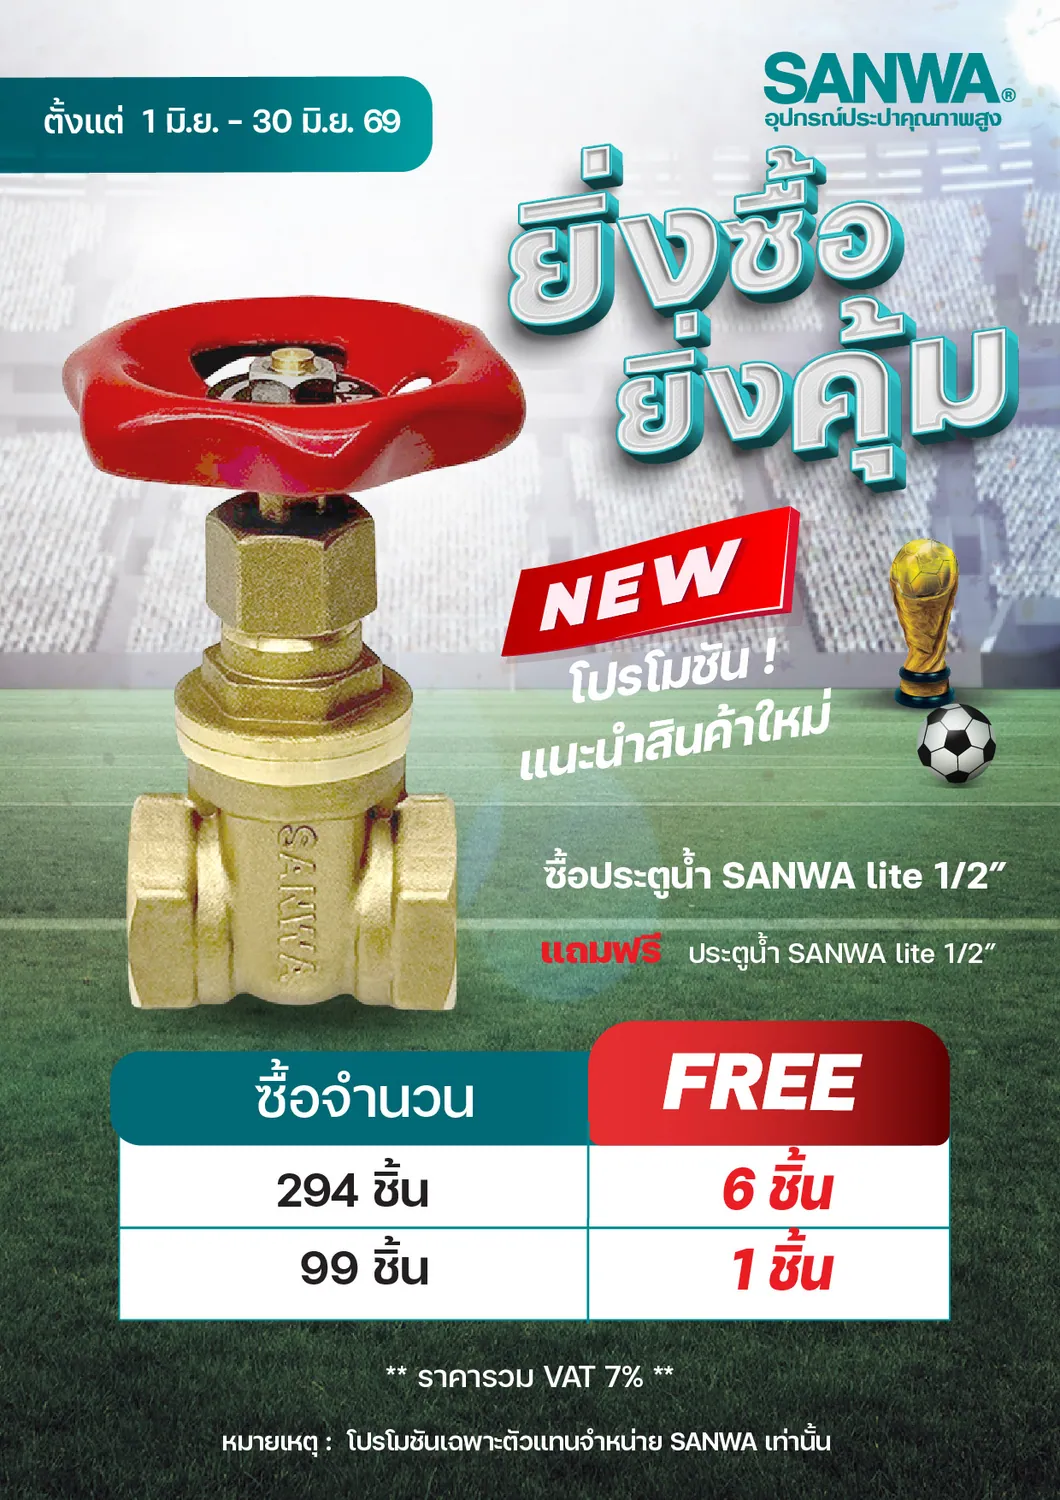 ตั้งแต่ 1 มิ.ย. - 30 มิ.ย. 69
SANWA®
อุปกรณ์ประปาคุณภาพสูง
ยิ่งซื้อ
ยิ่งคุ้ม
NEW
โปรโมชัน !
แนะนำสินค้าใหม่
SANWA
ซื้อประตูน้ำ SANWA lite 1/2”
แถมฟรี ประตูน้ำ SANWA lite 1/2”
ซื้อจำนวน FREE
294 ชิ้น 6 ชิ้น
99 ชิ้น 1 ชิ้น
** ราคารวม VAT 7% **
หมายเหตุ : โปรโมชันเฉพาะตัวแทนจำหน่าย SANWA เท่านั้น